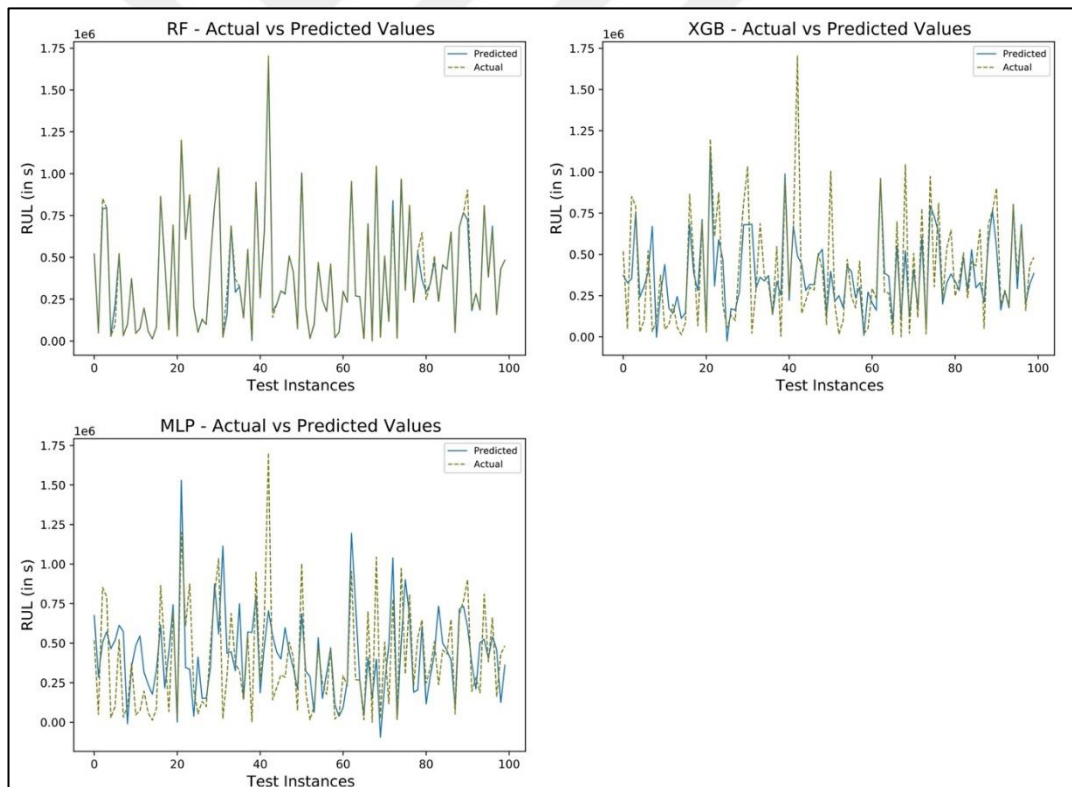 RF - Actual vs Predicted Values
1e6
Predicted
Actual
1.75
1.50
1.25
1.00
0.75
0.50
0.25
0.00
RUL (in s)
0 20 40 60 80 100
Test Instances
XGB - Actual vs Predicted Values
1e6
Predicted
Actual
1.75
1.50
1.25
1.00
0.75
0.50
0.25
0.00
RUL (in s)
0 20 40 60 80 100
Test Instances
MLP - Actual vs Predicted Values
1e6
Predicted
Actual
1.75
1.50
1.25
1.00
0.75
0.50
0.25
0.00
RUL (in s)
0 20 40 60 80 100
Test Instances